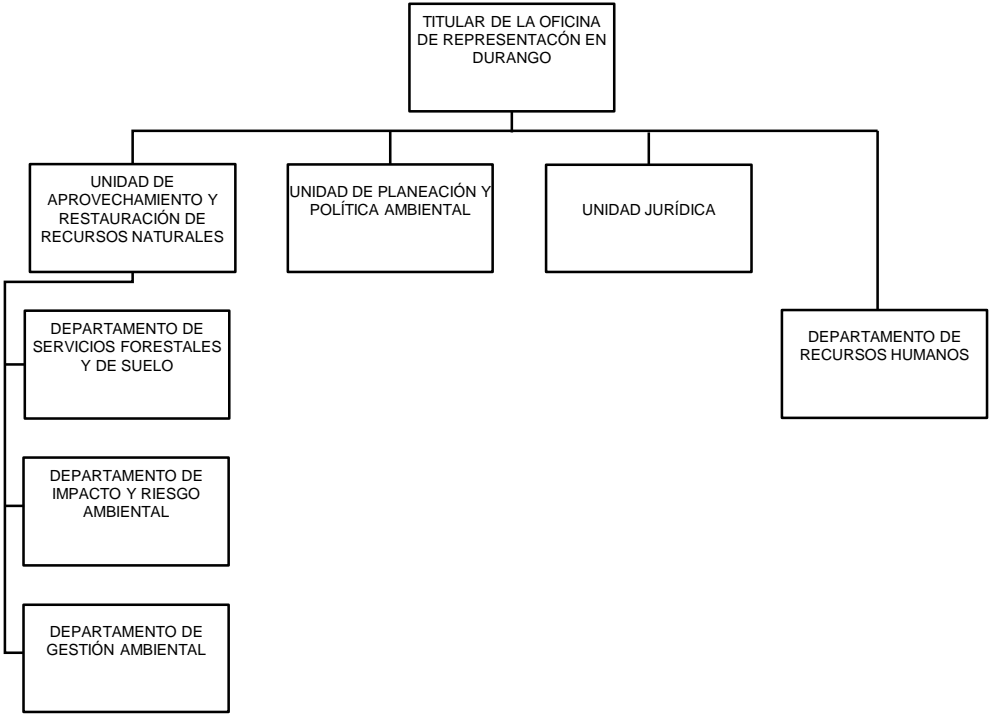 TITULAR DE LA OFICINA
DE REPRESENTACÓN EN
DURANGO
UNIDAD DE
APROVECHAMIENTO Y
RESTAURACIÓN DE
RECURSOS NATURALES
UNIDAD DE PLANEACIÓN Y
POLÍTICA AMBIENTAL
UNIDAD JURÍDICA
DEPARTAMENTO DE
SERVICIOS FORESTALES
Y DE SUELO
DEPARTAMENTO DE
RECURSOS HUMANOS
DEPARTAMENTO DE
IMPACTO Y RIESGO
AMBIENTAL
DEPARTAMENTO DE
GESTIÓN AMBIENTAL